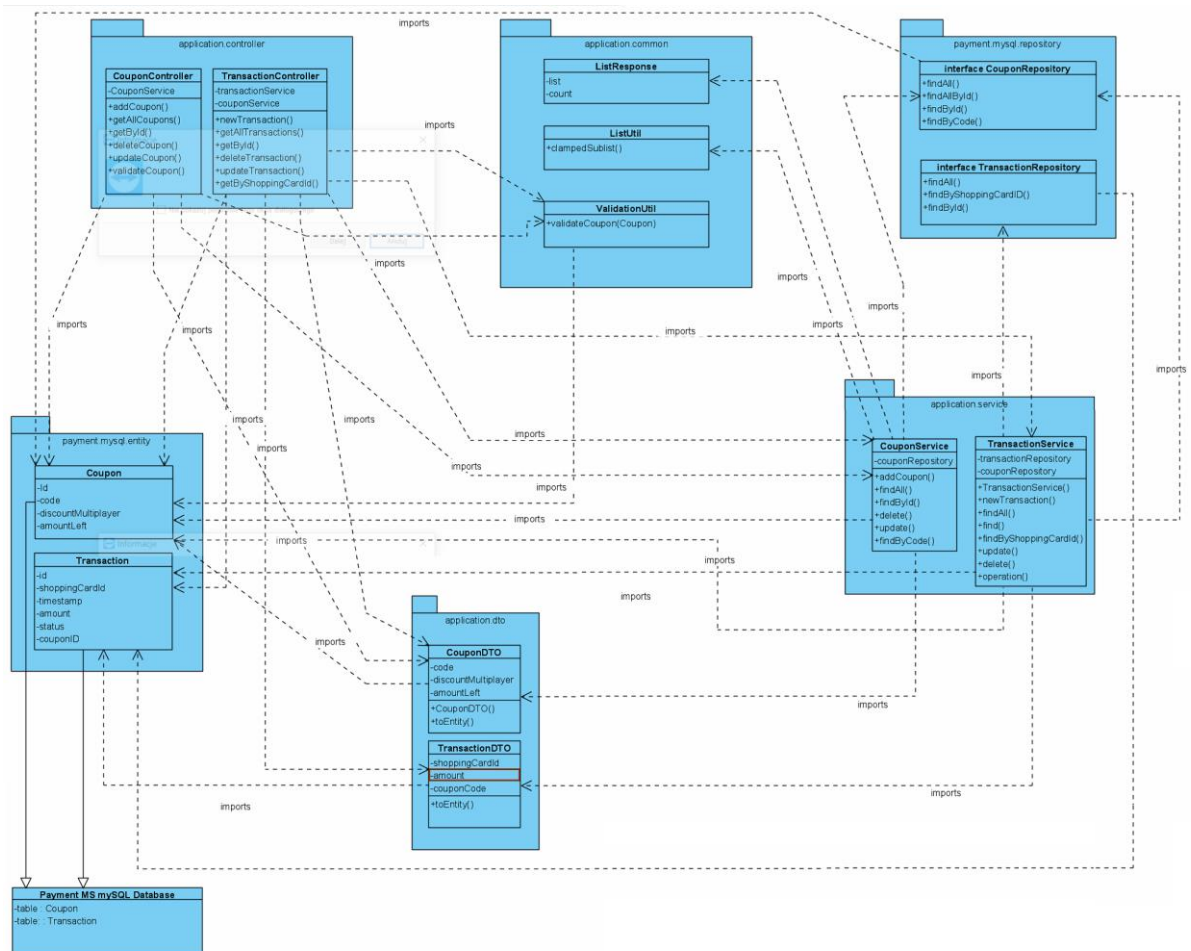 imports
application.controller
CouponController
-CouponService
+addCoupon()
+getAllCoupons()
+getById()
+deleteCoupon()
+updateCoupon()
+validateCoupon()
TransactionController
-transactionService
-couponService
+newTransaction()
+getAllTransactions()
+getById()
+deleteTransaction()
+updateTransaction()
+getByShoppingCardId()
application.common
ListResponse
-list
-count
ListUtil
+clampedSublist()
ValidationUtil
+validateCoupon(Coupon)
payment.mysql.repository
interface CouponRepository
+findAll()
+findAllById()
+findById()
+findByCode()
interface TransactionRepository
+findAll()
+findByShoppingCardID()
+findById()
imports
imports
imports
imports
imports
imports
imports
imports
imports
imports
imports
imports
imports
payment.mysql.entity
Coupon
-Id
-code
-discountMultiplayer
-amountLeft
Transaction
-id
-shoppingCardId
-timestamp
-amount
-status
-couponID
application.service
CouponService
-couponRepository
+addCoupon()
+findAll()
+findById()
+delete()
+update()
+findByCode()
TransactionService
-transactionRepository
-couponRepository
+TransactionService()
+newTransaction()
+findAll()
+find()
+findByShoppingCardId()
+update()
+delete()
+operation()
imports
imports
imports
imports
Informacje
imports
imports
application.dto
CouponDTO
-code
-discountMultiplayer
-amountLeft
+CouponDTO()
+toEntity()
TransactionDTO
-shoppingCardId
-amount
-couponCode
+toEntity()
imports
imports
imports
Payment MS mySQL Database
-table : Coupon
-table: : Transaction